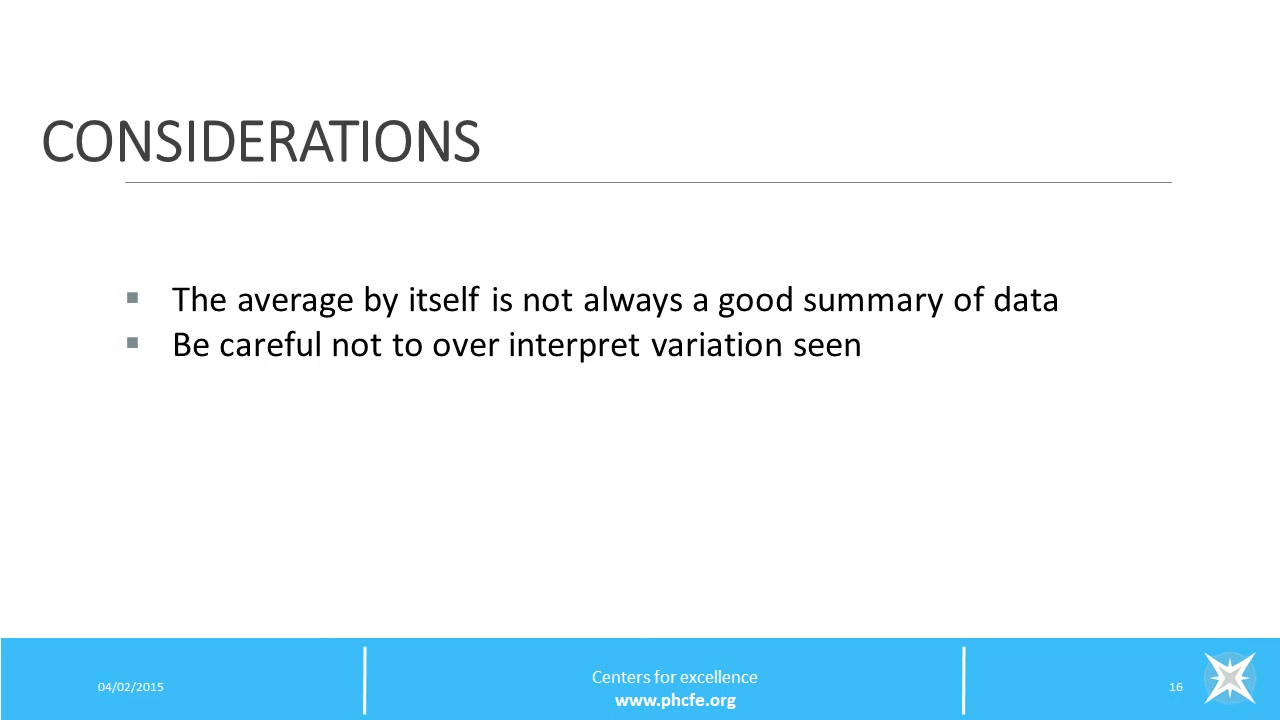 CONSIDERATIONS
▪ The average by itself is not always a good summary of data
▪ Be careful not to over interpret variation seen
04/02/2015
Centers for excellence
www.phcfe.org
16